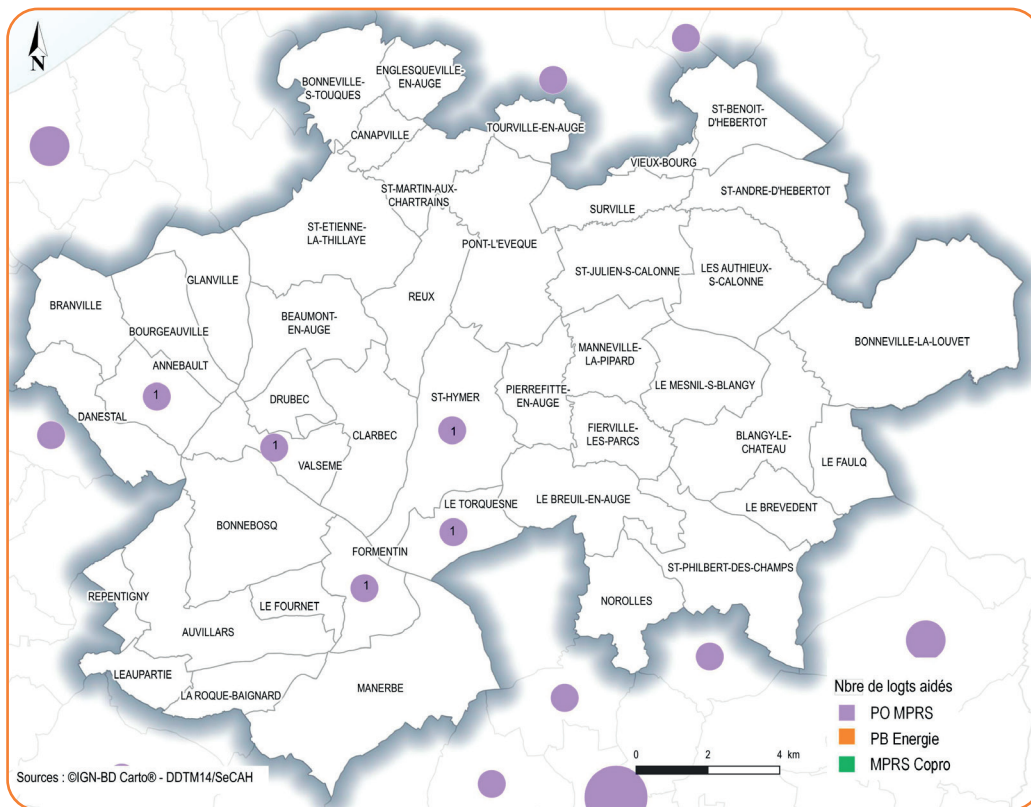 N
BONNEVILLE-
S-TOUQUES
ENGLESQUEVILLE-
EN-AUGE
CANAPVILLE
TOURVILLE-EN-AUGE
ST-BENOIT-
D'HEBERTOT
VIEUX-BOURG
ST-ANDRE-D'HEBERTOT
ST-MARTIN-AUX-
CHARTRAINS
SURVILLE
ST-ETIENNE-
LA-THILLAYE
PONT-L'EVEQUE
ST-JULIEN-S-CALONNE
LES AUTHIEUX-
S-CALONNE
GLANVILLE
BRANVILLE
REUX
BEAUMONT-
EN-AUGE
BOURGEAUVILLE
BONNEVILLE-LA-LOUVET
MANNEVILLE-
LA-PIPARD
ANNEBAULT
1
LE MESNIL-S-BLANGY
PIERREFITTE-
EN-AUGE
DRUBEC
ST-HYMER
1
DANESTAL
FIERVILLE-
LES-PARCS
CLARBEC
1
VALSEME
BLANGY-LE-
CHATEAU
LE FAULQ
LE TORQUESNE
1
LE BREUIL-EN-AUGE
LE BREVEDENT
BONNEBOSQ
FORMENTIN
1
ST-PHILBERT-DES-CHAMPS
REPENTIGNY
LE FOURNET
NOROLLES
AUVILLARS
LEAUPARTIE
LA ROQUE-BAIGNARD
MANERBE
Nbre de logts aidés
PO MPRS
PB Energie
MPRS Copro
0 2 4 km
Sources : ©IGN-BD Carto® - DDTM14/SeCAH